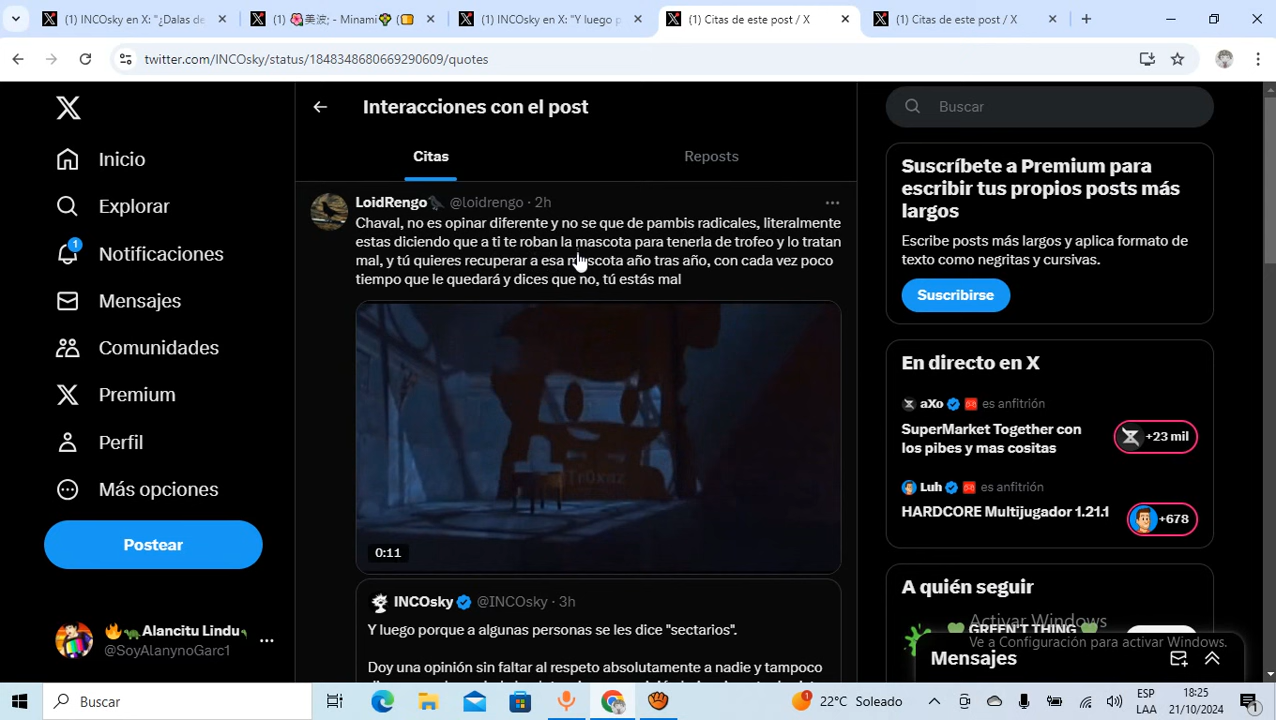 (1) INCOsky en X: "¿Dalas de
(1) 🌺美波; - Minami🌻 (
(1) INCOsky en X: "Y luego p
(1) Citas de este post / X
(1) Citas de este post / X
twitter.com/INCOsky/status/1848348680669290609/quotes
Interacciones con el post
Buscar
Citas
Reposts
Inicio
Explorar
1
Notificaciones
Mensajes
Comunidades
Premium
Perfil
Más opciones
Postear
🔥🐢Alancitu Lindu
@SoyAlanynoGarc1
LoidRengo🐦‍⬛ @loidrengo · 2h
Chaval, no es opinar diferente y no se que de pambis radicales, literalmente
estas diciendo que a ti te roban la mascota para tenerla de trofeo y lo tratan
mal, y tú quieres recuperar a esa mascota año tras año, con cada vez poco
tiempo que le quedará y dices que no, tú estás mal
0:11
INCOsky @INCOsky · 3h
Y luego porque a algunas personas se les dice "sectarios".
Doy una opinión sin faltar al respeto absolutamente a nadie y tampoco
Suscríbete a Premium para
escribir tus propios posts más
largos
Escribe posts más largos y aplica formato de
texto como negritas y cursivas.
Suscribirse
En directo en X
aXo es anfitrión
SuperMarket Together con
los pibes y mas cositas
+23 mil
Luh es anfitrión
HARDCORE Multijugador 1.21.1
+678
A quién seguir
💚 GREEN'T THING 💚
Activar Windows
Ve a Configuración para activar Windows.
Mensajes
Buscar
1
22°C Soleado
ESP
LAA
18:25
21/10/2024
1